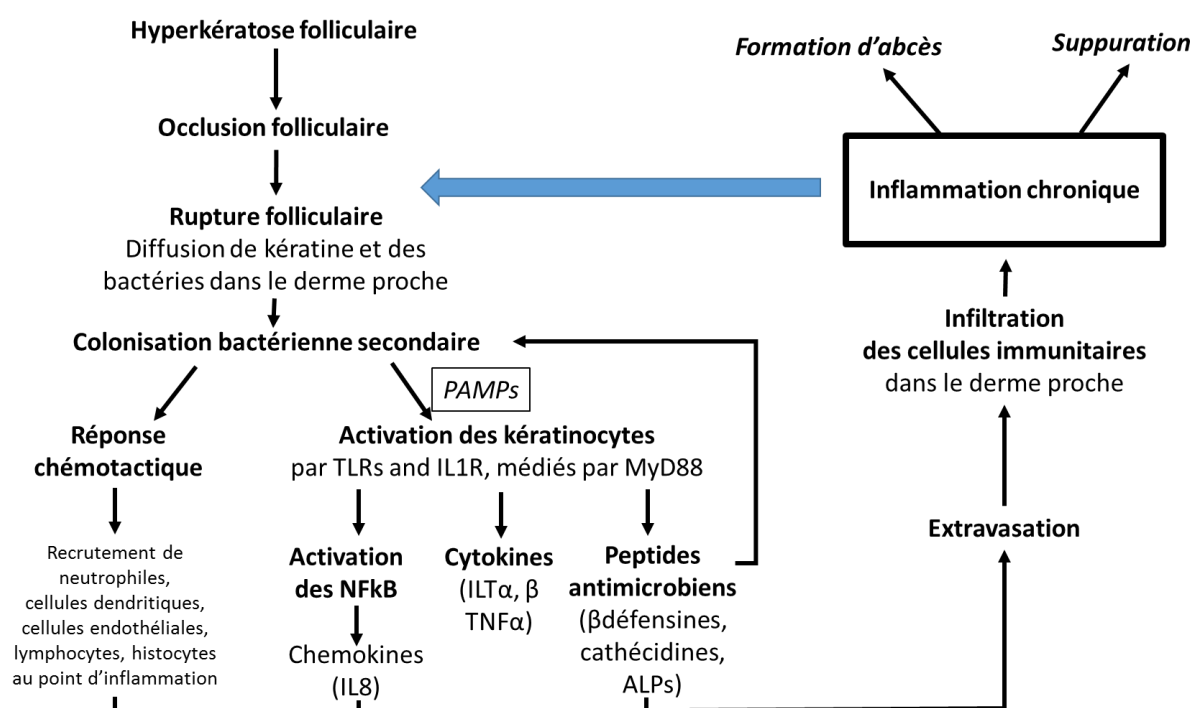 Hyperkératose folliculaire
Occlusion folliculaire
Rupture folliculaire
Diffusion de kératine et des
bactéries dans le derme proche
Colonisation bactérienne secondaire
PAMPs
Réponse
chémotactique
Recrutement de
neutrophiles,
cellules dendritiques,
cellules endothéliales,
lymphocytes, histocytes
au point d’inflammation
Activation des kératinocytes
par TLRs and IL1R, médiés par MyD88
Activation
des NFkB
Chemokines
(IL8)
Cytokines
(ILTα, β
TNFα)
Peptides
antimicrobiens
(βdéfensines,
cathécidines,
ALPs)
Formation d’abcès
Suppuration
Inflammation chronique
Infiltration
des cellules immunitaires
dans le derme proche
Extravasation